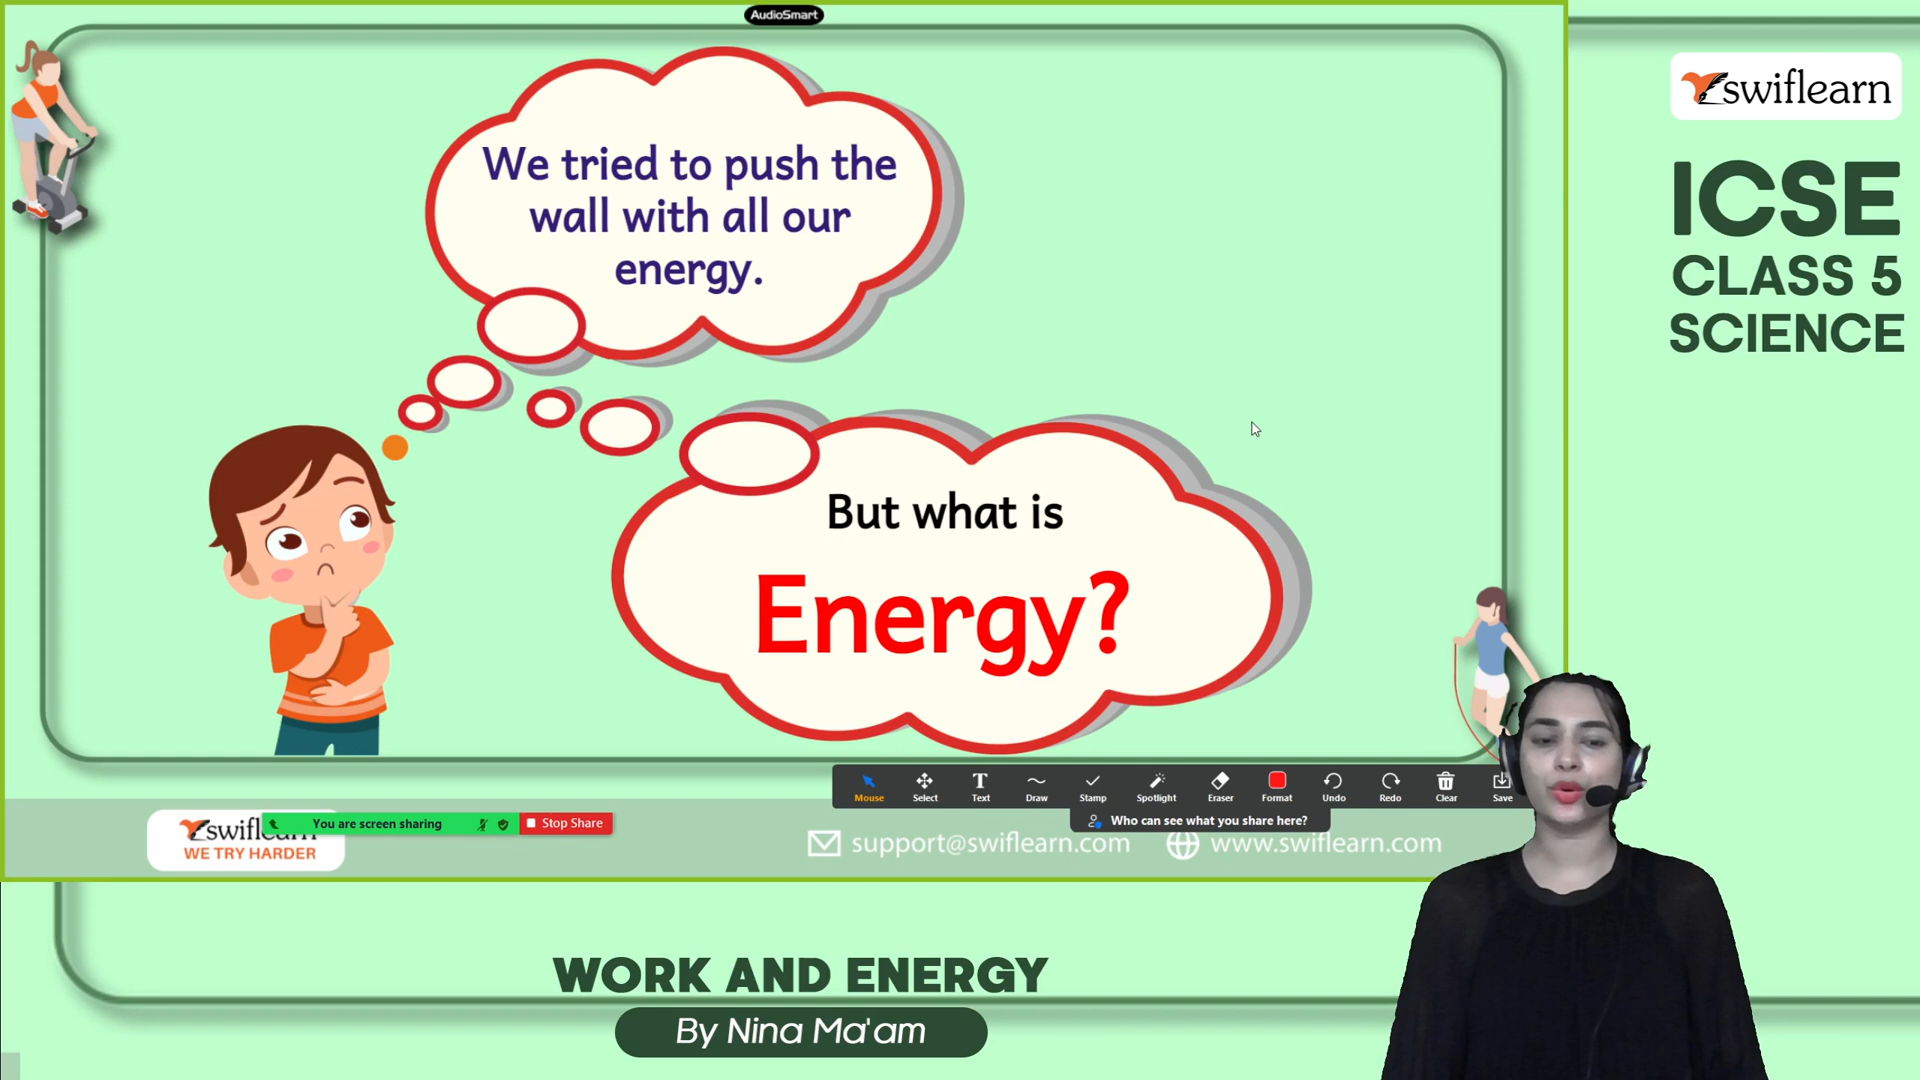 AudioSmart
We tried to push the
wall with all our
energy.
But what is
Energy?
swiflearn
ICSE
CLASS 5
SCIENCE
Mouse
Select
Text
Draw
Stamp
Spotlight
Eraser
Format
Undo
Redo
Clear
Save
Who can see what you share here?
You are screen sharing
Stop Share
swiflearn
WE TRY HARDER
support@swiflearn.com
www.swiflearn.com
WORK AND ENERGY
By Nina Ma'am